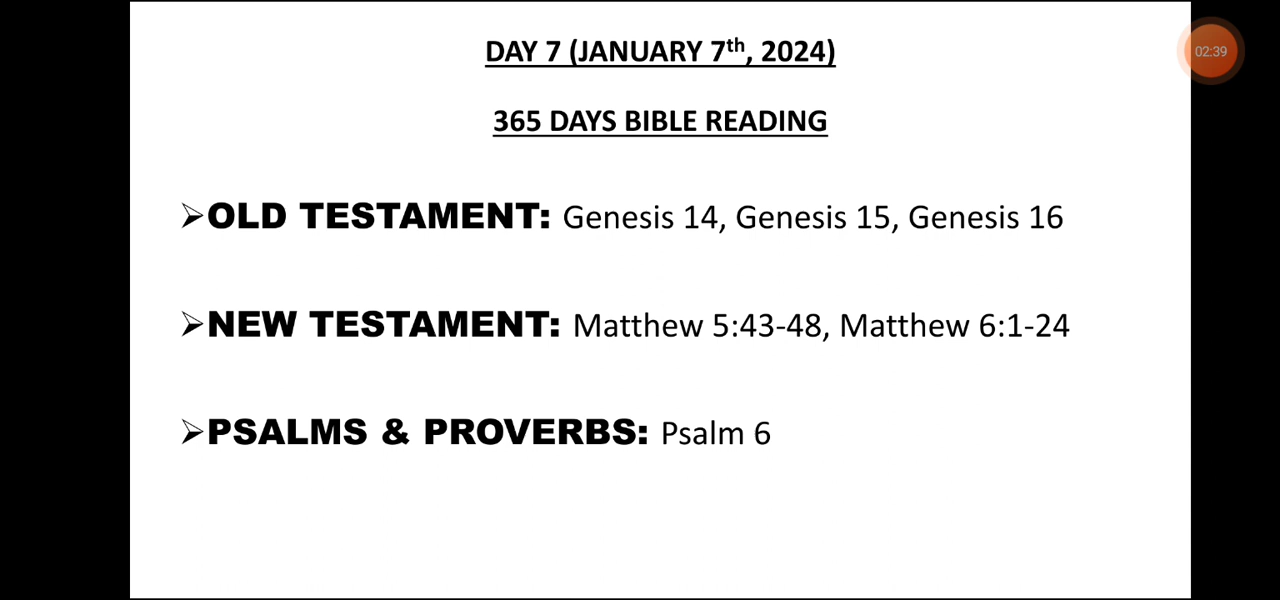 DAY 7 (JANUARY 7th, 2024)
02:39
365 DAYS BIBLE READING
➢OLD TESTAMENT: Genesis 14, Genesis 15, Genesis 16
➢NEW TESTAMENT: Matthew 5:43-48, Matthew 6:1-24
➢PSALMS & PROVERBS: Psalm 6